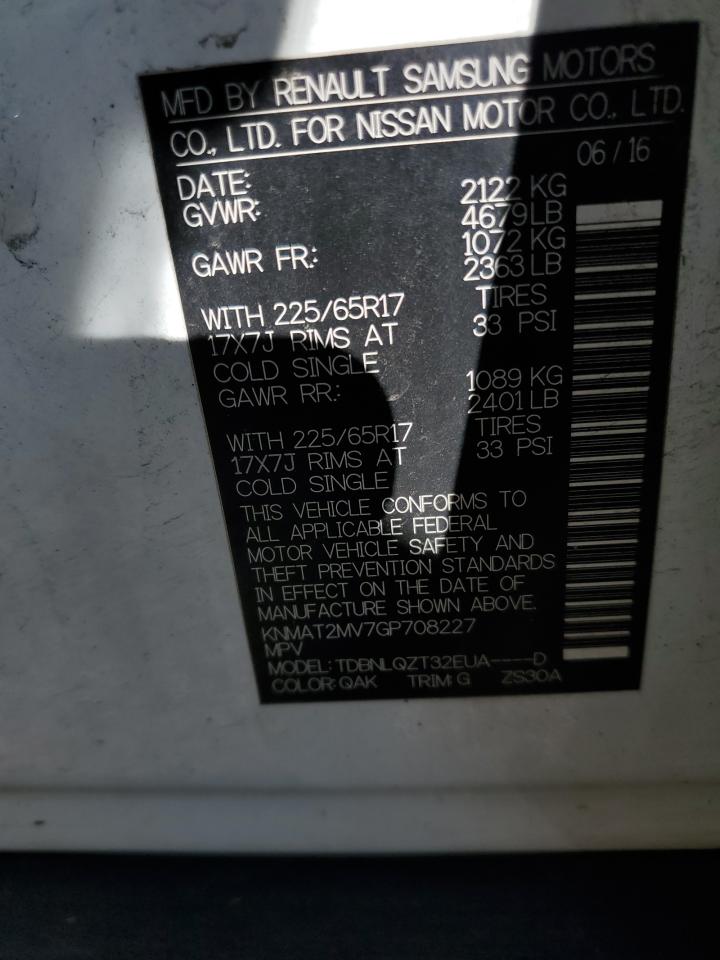 MFD BY RENAULT SAMSUNG MOTORS
CO., LTD. FOR NISSAN MOTOR CO., LTD.
DATE: 06 / 16
GVWR: 2122 KG
4679 LB
GAWR FR.: 1072 KG
2363 LB
WITH 225/65R17 TIRES
17X7J RIMS AT 33 PSI
COLD SINGLE
GAWR RR.: 1089 KG
2401 LB
WITH 225/65R17 TIRES
17X7J RIMS AT 33 PSI
COLD SINGLE
THIS VEHICLE CONFORMS TO
ALL APPLICABLE FEDERAL
MOTOR VEHICLE SAFETY AND
THEFT PREVENTION STANDARDS
IN EFFECT ON THE DATE OF
MANUFACTURE SHOWN ABOVE.
KNMAT2MV7GP708227
MPV
MODEL: TDBNLQZT32EUA----D
COLOR: QAK TRIM: G ZS30A